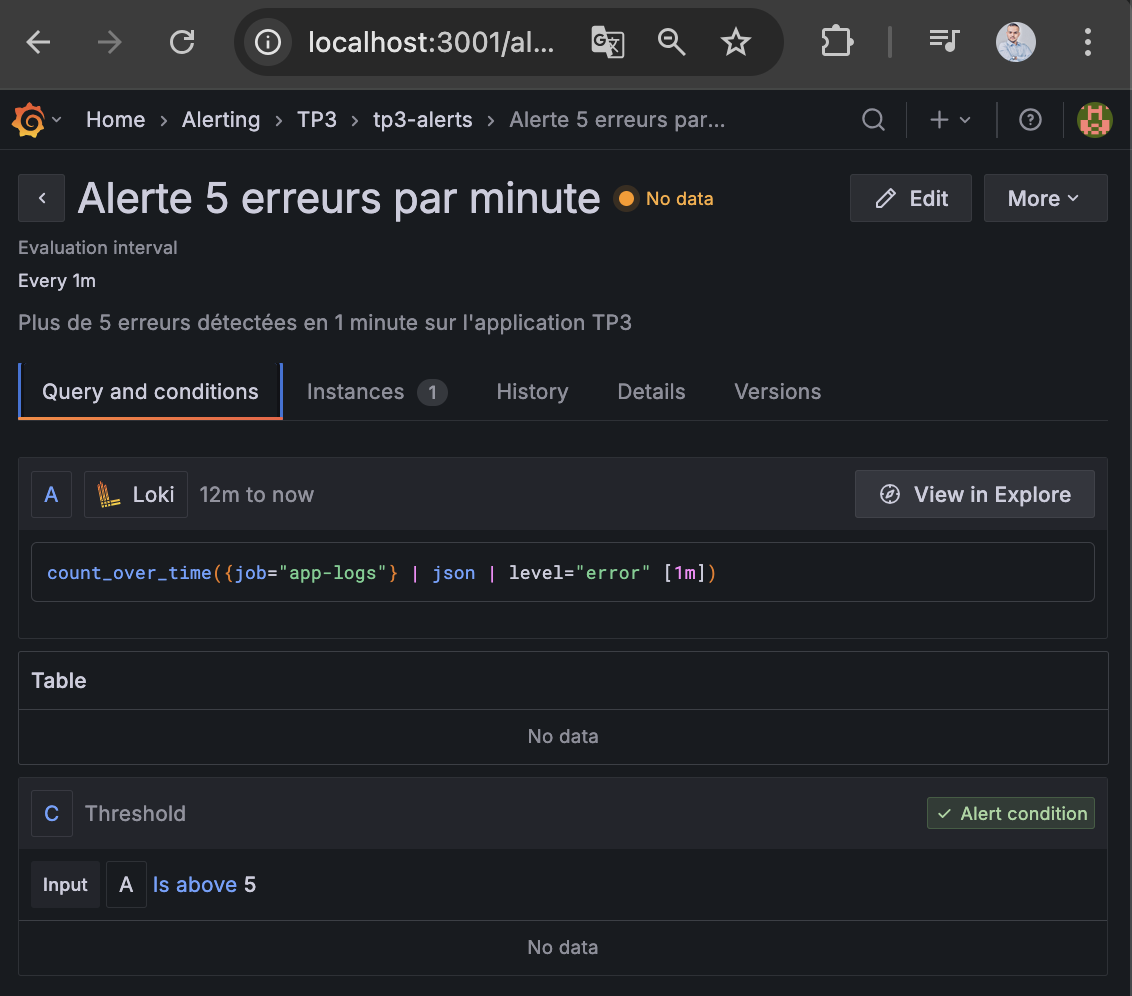 localhost:3001/al...
Home › Alerting › TP3 › tp3-alerts › Alerte 5 erreurs par...
Alerte 5 erreurs par minute No data Edit More
Evaluation interval
Every 1m
Plus de 5 erreurs détectées en 1 minute sur l'application TP3
Query and conditions Instances 1 History Details Versions
A Loki 12m to now View in Explore
count_over_time({job="app-logs"} | json | level="error" [1m])
Table
No data
C Threshold Alert condition
Input A Is above 5
No data